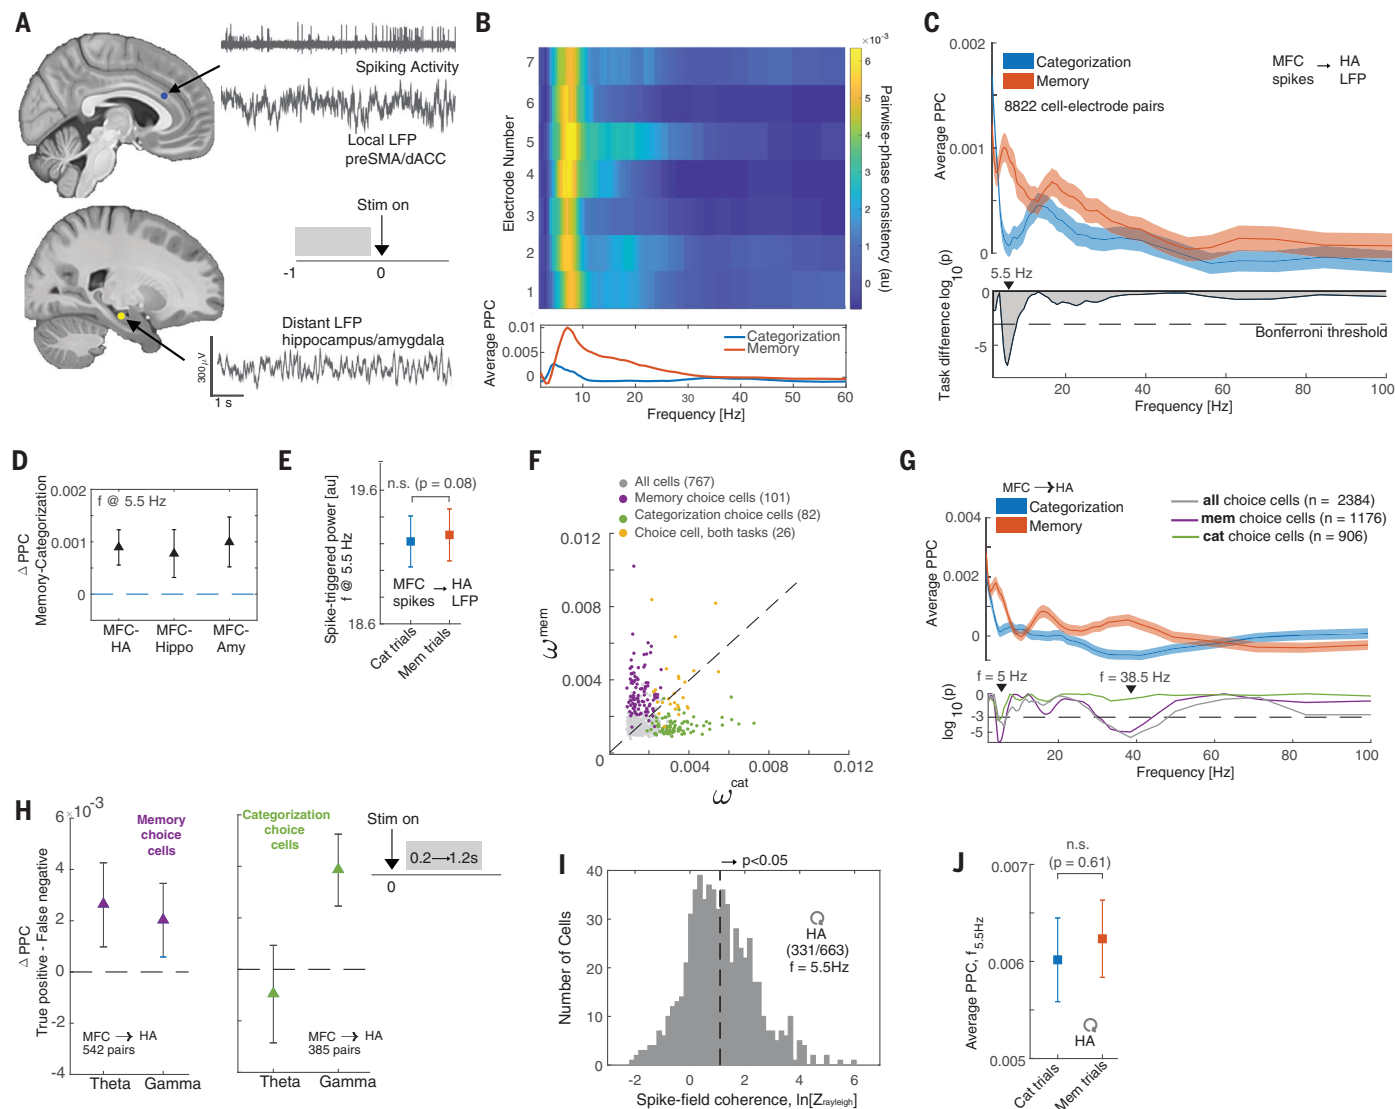 A
Spiking Activity
Local LFP
preSMA/dACC
Stim on
-1
0
Distant LFP
hippocampus/amygdala
300 μV
1 s
B
Electrode Number
7
6
5
4
3
2
1
×10⁻³
6
5
4
3
2
1
0
Pairwise-phase consistency (au)
Average PPC
0.01
0.005
0
Categorization
Memory
10
20
30
40
50
60
Frequency [Hz]
C
0.002
0.001
0
Average PPC
Categorization
Memory
8822 cell-electrode pairs
MFC → HA
spikes LFP
5.5 Hz
Task difference log10(p)
0
-5
Bonferroni threshold
20
40
60
80
100
Frequency [Hz]
D
Δ PPC
Memory-Categorization
0.002
0.001
0
f @ 5.5 Hz
MFC-HA
MFC-Hippo
MFC-Amy
E
Spike-triggered power [au]
f @ 5.5 Hz
19.6
18.6
n.s. (p = 0.08)
MFC → HA
spikes LFP
Cat trials
Mem trials
F
All cells (767)
Memory choice cells (101)
Categorization choice cells (82)
Choice cell, both tasks (26)
0.012
0.008
0.004
0
ω^mem
0.004
0.008
0.012
ω^cat
G
MFC → HA
Categorization
Memory
all choice cells (n = 2384)
mem choice cells (n = 1176)
cat choice cells (n = 906)
0.004
0.002
0
Average PPC
f = 5 Hz
f = 38.5 Hz
log10(p)
0
-3
-5
20
40
60
80
100
Frequency [Hz]
H
Δ PPC
True positive - False negative
6 ×10⁻³
4
2
0
-2
-4
Memory
choice
cells
MFC → HA
542 pairs
Theta
Gamma
Categorization
choice
cells
MFC → HA
385 pairs
Theta
Gamma
Stim on
0.2→1.2s
0
I
→ p<0.05
Number of Cells
40
30
20
10
0
HA
(331/663)
f = 5.5Hz
-2
0
2
4
6
Spike-field coherence, ln[Zrayleigh]
J
n.s.
(p = 0.61)
0.007
0.006
0.005
Average PPC, f5.5Hz
HA
Cat trials
Mem trials